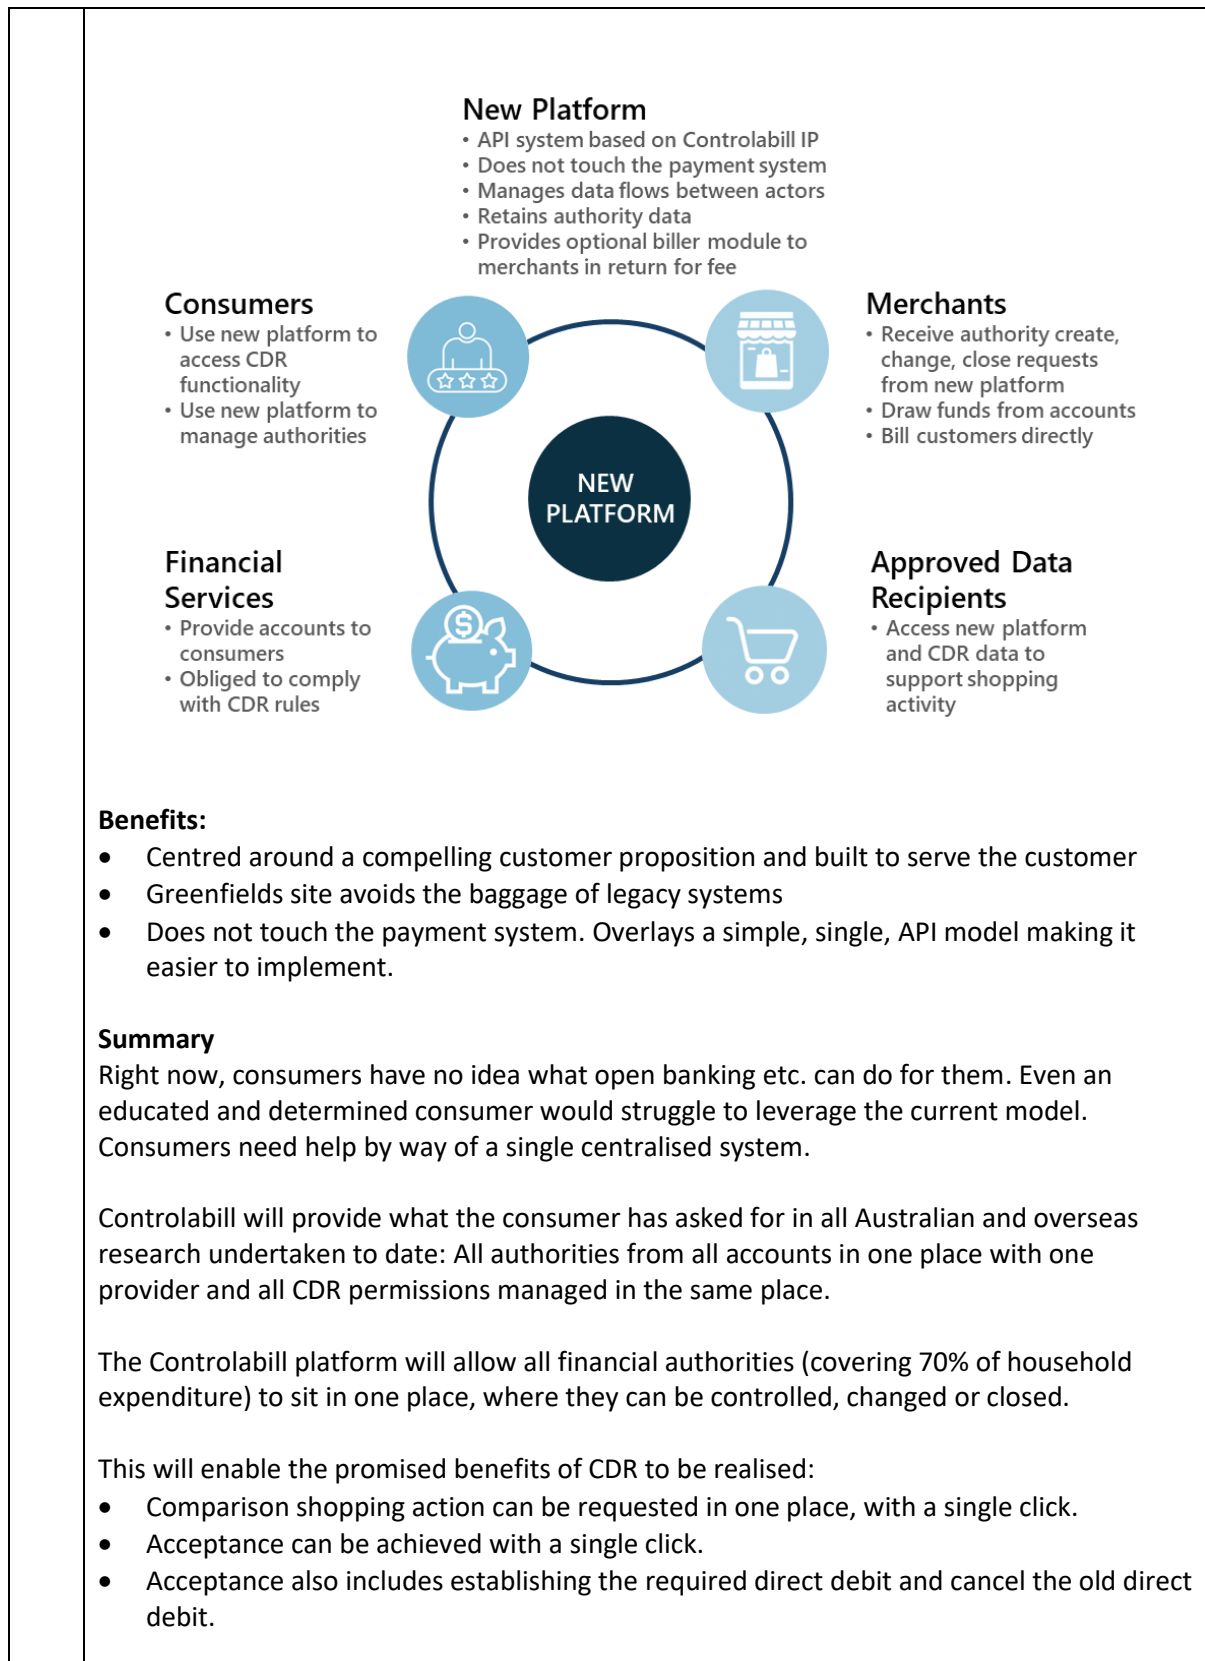 New Platform
• API system based on Controlabill IP
• Does not touch the payment system
• Manages data flows between actors
• Retains authority data
• Provides optional biller module to
merchants in return for fee
Consumers
• Use new platform to
access CDR
functionality
• Use new platform to
manage authorities
Merchants
• Receive authority create,
change, close requests
from new platform
• Draw funds from accounts
• Bill customers directly
NEW
PLATFORM
Financial
Services
• Provide accounts to
consumers
• Obliged to comply
with CDR rules
$
Approved Data
Recipients
• Access new platform
and CDR data to
support shopping
activity
Benefits:
• Centred around a compelling customer proposition and built to serve the customer
• Greenfields site avoids the baggage of legacy systems
• Does not touch the payment system. Overlays a simple, single, API model making it
easier to implement.
Summary
Right now, consumers have no idea what open banking etc. can do for them. Even an
educated and determined consumer would struggle to leverage the current model.
Consumers need help by way of a single centralised system.
Controlabill will provide what the consumer has asked for in all Australian and overseas
research undertaken to date: All authorities from all accounts in one place with one
provider and all CDR permissions managed in the same place.
The Controlabill platform will allow all financial authorities (covering 70% of household
expenditure) to sit in one place, where they can be controlled, changed or closed.
This will enable the promised benefits of CDR to be realised:
• Comparison shopping action can be requested in one place, with a single click.
• Acceptance can be achieved with a single click.
• Acceptance also includes establishing the required direct debit and cancel the old direct
debit.